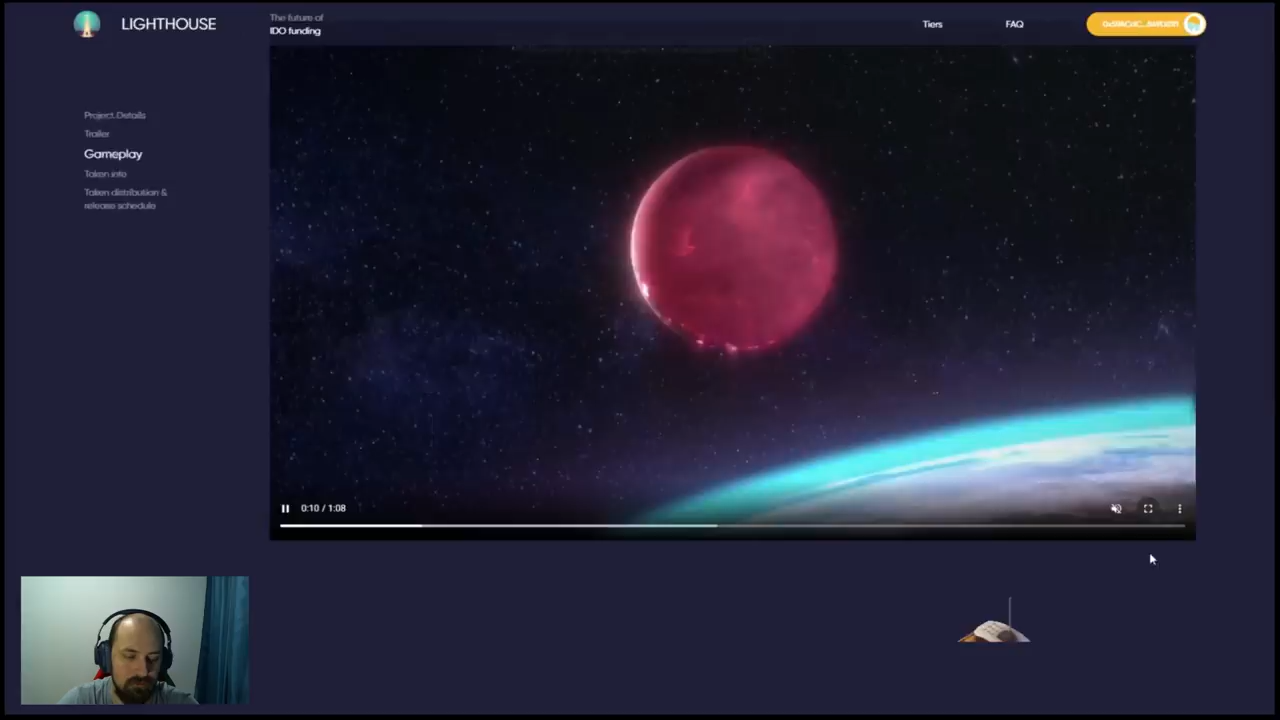 LIGHTHOUSE
The future of
IDO funding
Tiers
FAQ
Project Details
Trailer
Gameplay
Token info
Token distribution &
release schedule
0:10 / 1:08